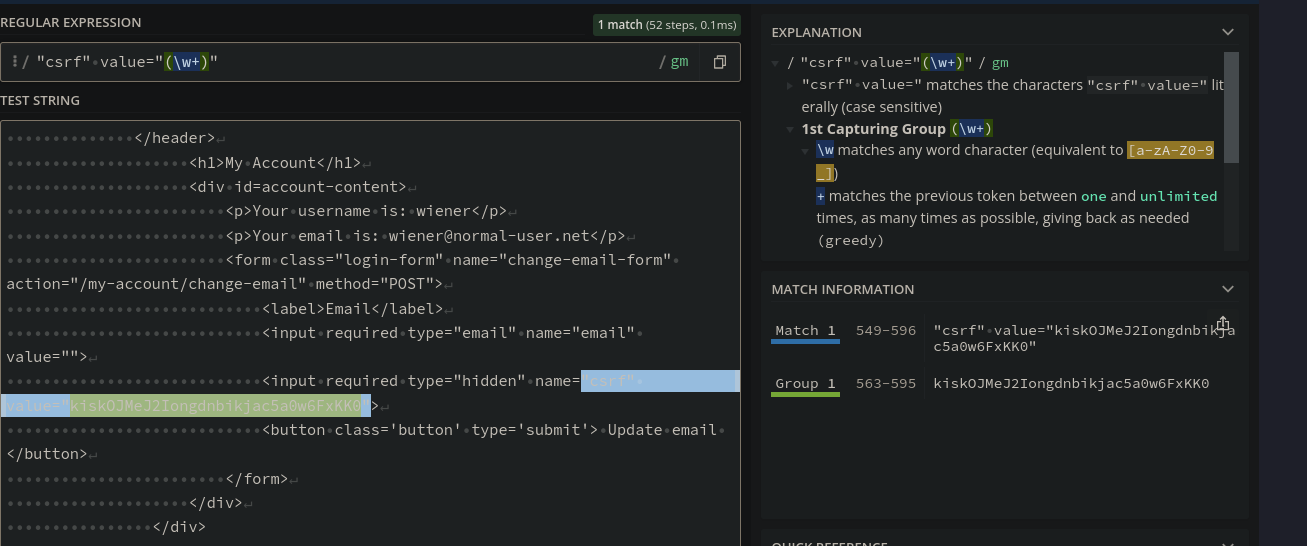 REGULAR EXPRESSION
1 match (52 steps, 0.1ms)
/ "csrf"·value="(\w+)" / gm
TEST STRING
</header>↵
<h1>My·Account</h1>↵
<div·id=account-content>↵
<p>Your·username·is:·wiener</p>↵
<p>Your·email·is:·wiener@normal-user.net</p>↵
<form·class="login-form"·name="change-email-form"·
action="/my-account/change-email"·method="POST">↵
<label>Email</label>↵
<input·required·type="email"·name="email"·
value="">↵
<input·required·type="hidden"·name="csrf"·
value="kiskOJMeJ2Iongdnbikjac5a0w6FxKK0">↵
<button·class='button'·type='submit'>·Update·email·
</button>↵
</form>↵
</div>↵
</div>
EXPLANATION
/ "csrf"·value="(\w+)" / gm
"csrf"·value=" matches the characters "csrf"·value=" lit
erally (case sensitive)
1st Capturing Group (\w+)
\w matches any word character (equivalent to [a-zA-Z0-9
_])
+ matches the previous token between one and unlimited
times, as many times as possible, giving back as needed
(greedy)
MATCH INFORMATION
Match 1 549-596 "csrf"·value="kiskOJMeJ2Iongdnbikja
c5a0w6FxKK0"
Group 1 563-595 kiskOJMeJ2Iongdnbikjac5a0w6FxKK0
QUICK REFERENCE